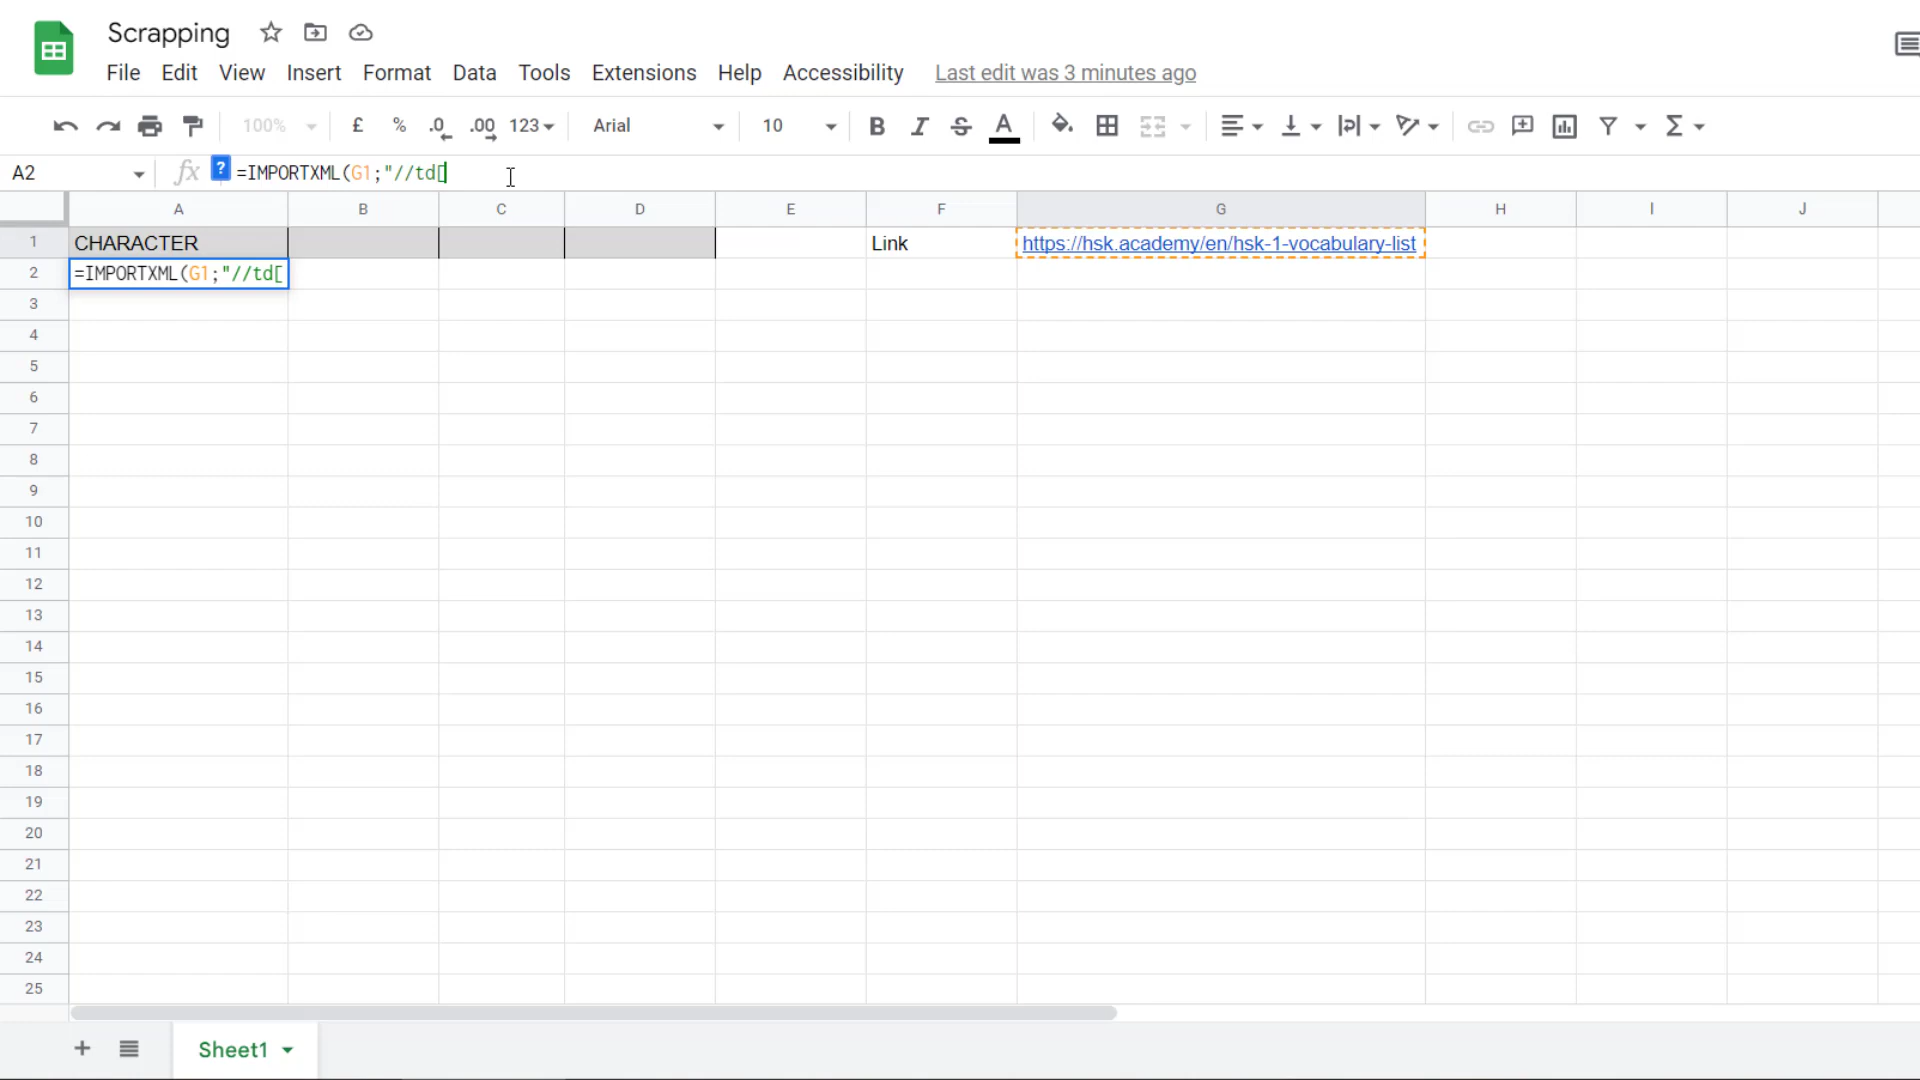 Scrapping
File Edit View Insert Format Data Tools Extensions Help Accessibility Last edit was 3 minutes ago
100% £ % .0 .00 123 Arial 10 B I S A
A2 fx ? =IMPORTXML(G1;"//td[
A B C D E F G H I J
1 CHARACTER Link https://hsk.academy/en/hsk-1-vocabulary-list
2 =IMPORTXML(G1;"//td[
3
4
5
6
7
8
9
10
11
12
13
14
15
16
17
18
19
20
21
22
23
24
25
+ Sheet1